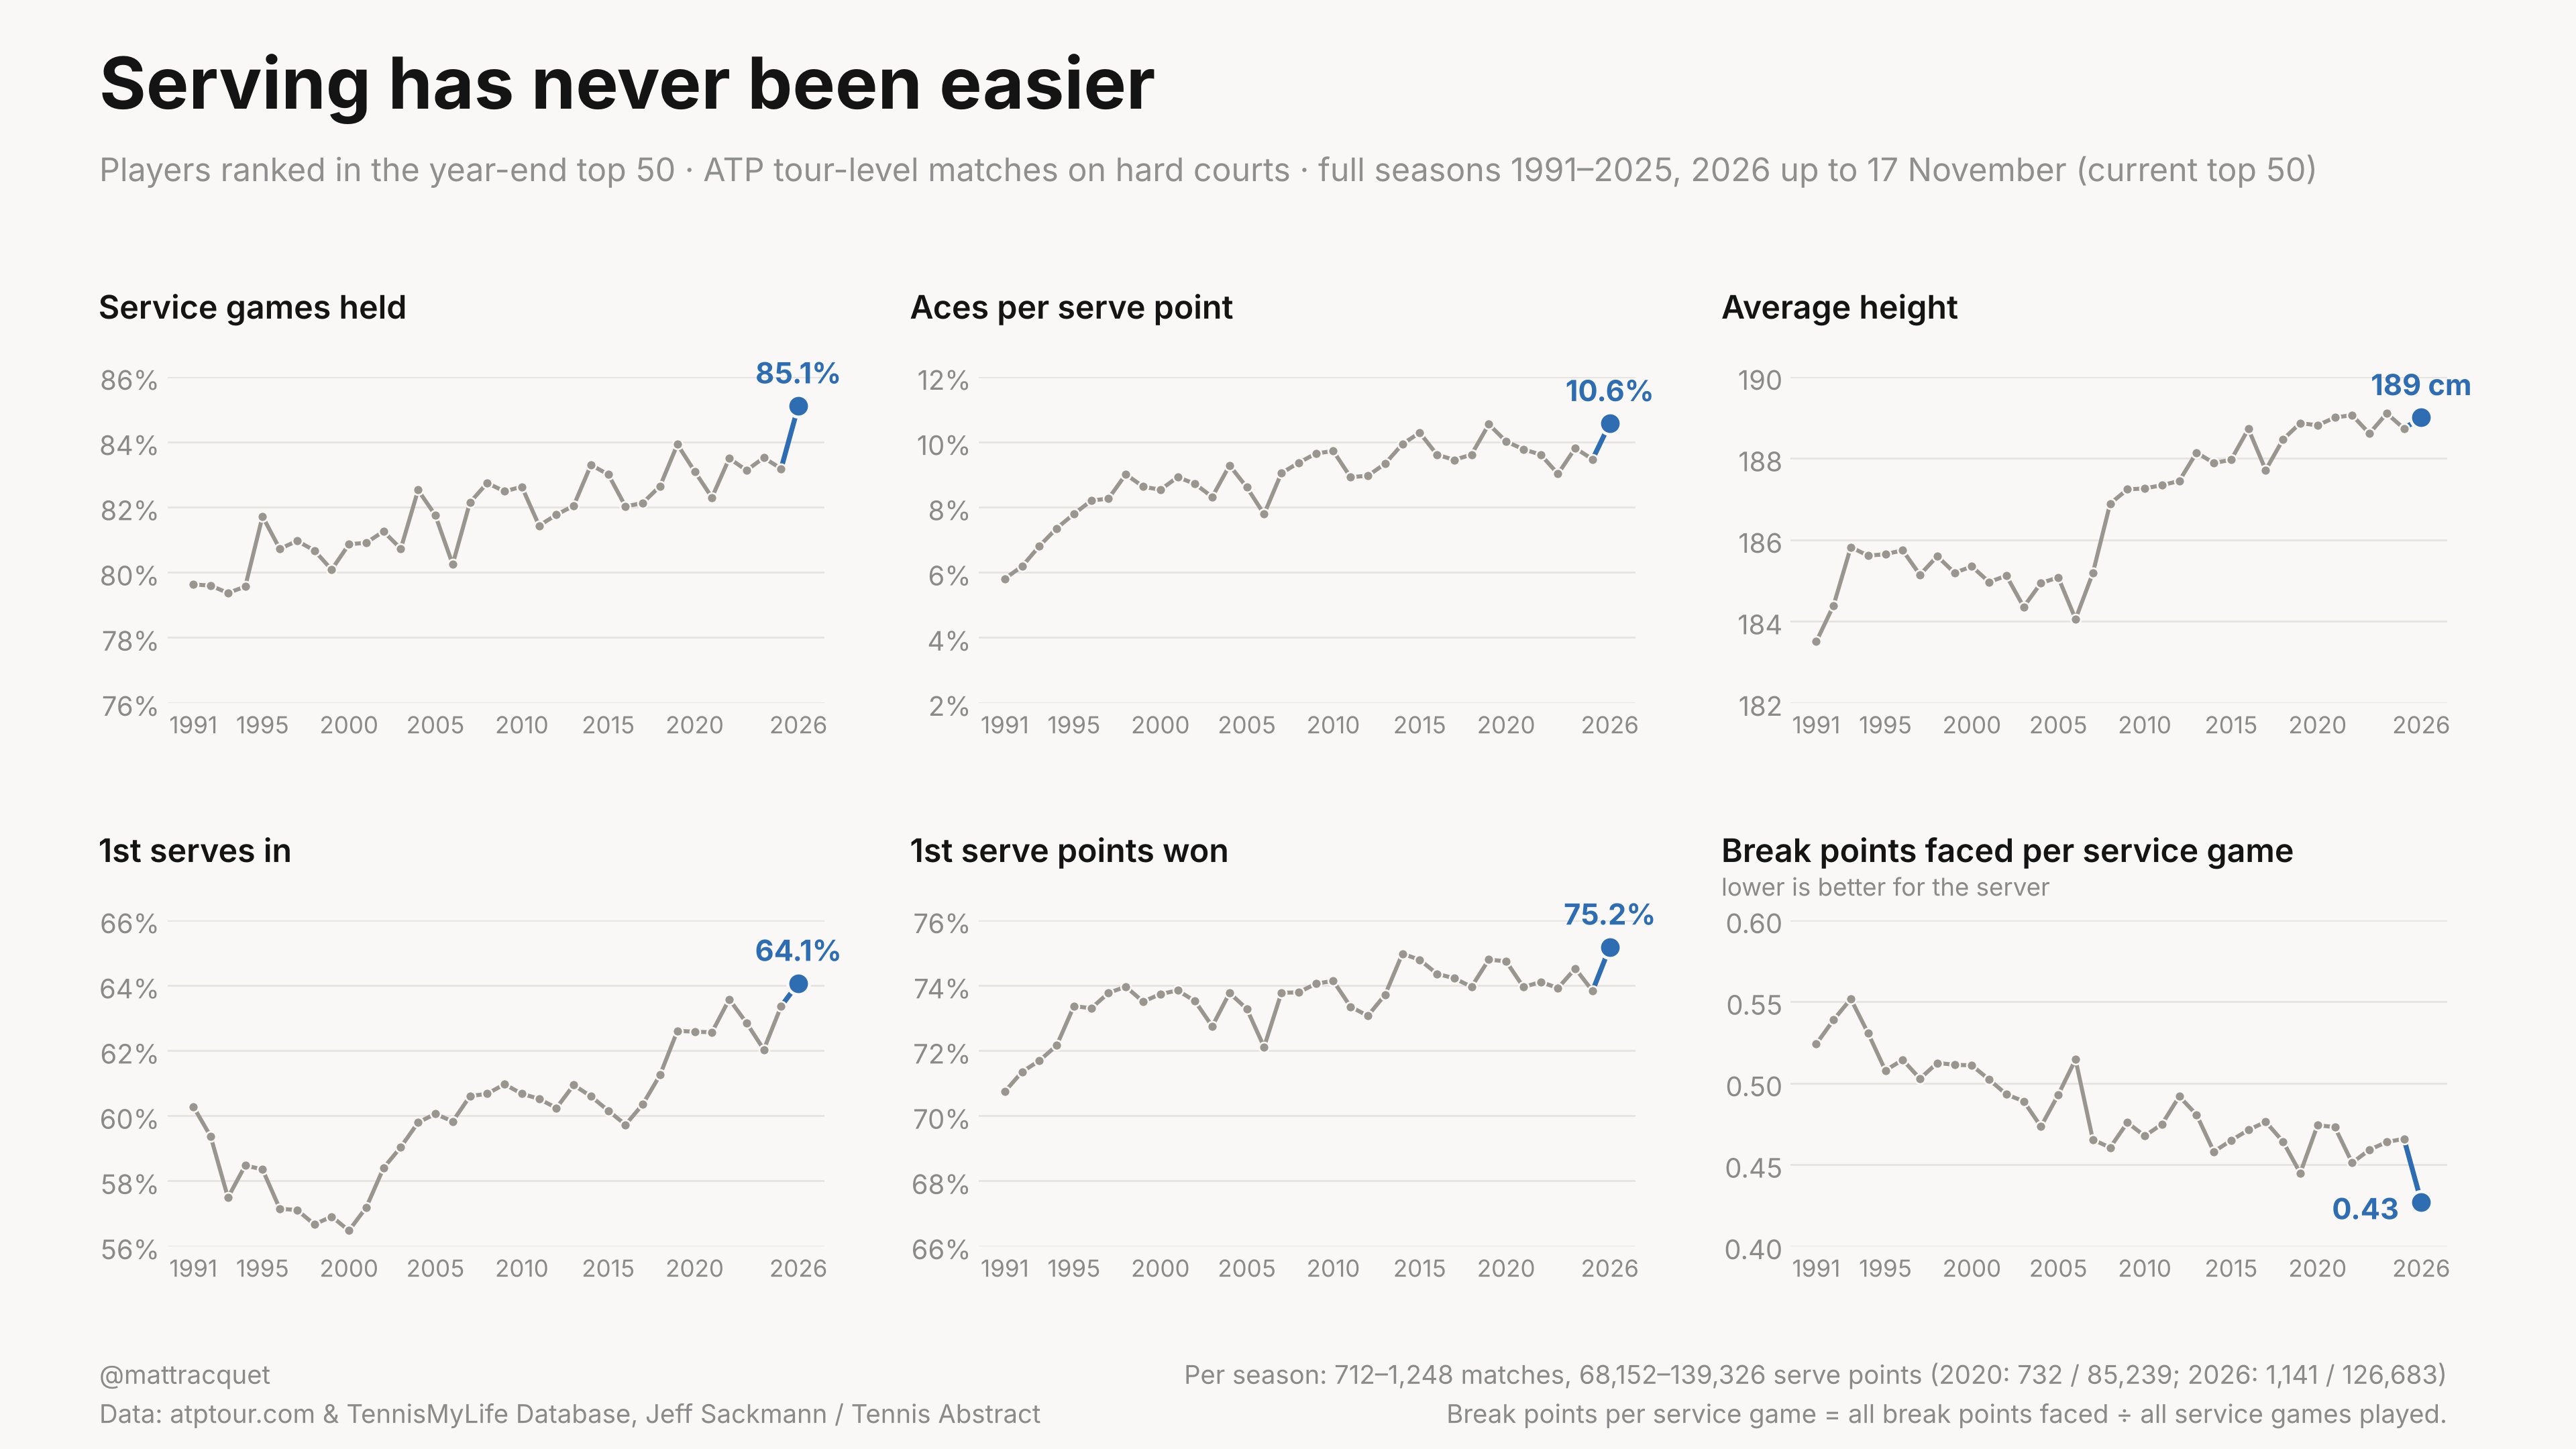 Serving has never been easier
Players ranked in the year-end top 50 · ATP tour-level matches on hard courts · full seasons 1991–2025, 2026 up to 17 November (current top 50)
Service games held
86%
84%
82%
80%
78%
76%
85.1%
1991 1995 2000 2005 2010 2015 2020 2026
Aces per serve point
12%
10%
8%
6%
4%
2%
10.6%
1991 1995 2000 2005 2010 2015 2020 2026
Average height
190
188
186
184
182
189 cm
1991 1995 2000 2005 2010 2015 2020 2026
1st serves in
66%
64%
62%
60%
58%
56%
64.1%
1991 1995 2000 2005 2010 2015 2020 2026
1st serve points won
76%
74%
72%
70%
68%
66%
75.2%
1991 1995 2000 2005 2010 2015 2020 2026
Break points faced per service game
lower is better for the server
0.60
0.55
0.50
0.45
0.40
0.43
1991 1995 2000 2005 2010 2015 2020 2026
@mattracquet
Data: atptour.com & TennisMyLife Database, Jeff Sackmann / Tennis Abstract
Per season: 712–1,248 matches, 68,152–139,326 serve points (2020: 732 / 85,239; 2026: 1,141 / 126,683)
Break points per service game = all break points faced ÷ all service games played.